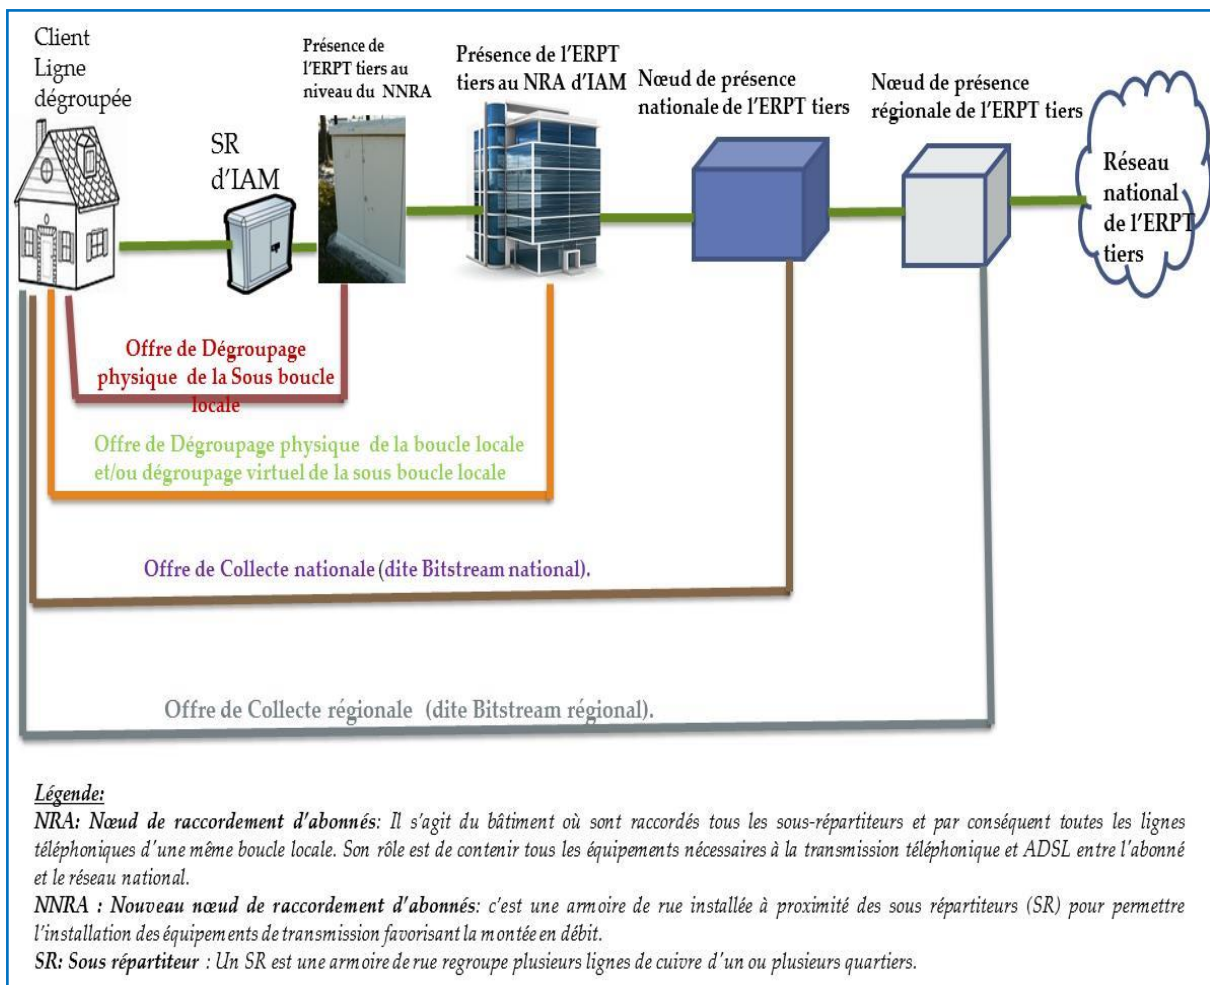 Client
Ligne
dégroupée
SR
d'IAM
Présence de
l'ERPT tiers au
niveau du NNRA
Présence de l'ERPT
tiers au NRA d'IAM
Nœud de présence
nationale de l'ERPT tiers
Nœud de présence
régionale de l'ERPT tiers
Réseau
national
de l'ERPT
tiers
Offre de Dégroupage
physique de la Sous boucle
locale
Offre de Dégroupage physique de la boucle locale
et/ou dégroupage virtuel de la sous boucle locale
Offre de Collecte nationale (dite Bitstream national).
Offre de Collecte régionale (dite Bitstream régional).
Légende:
NRA: Nœud de raccordement d'abonnés: Il s'agit du bâtiment où sont raccordés tous les sous-répartiteurs et par conséquent toutes les lignes
téléphoniques d'une même boucle locale. Son rôle est de contenir tous les équipements nécessaires à la transmission téléphonique et ADSL entre l'abonné
et le réseau national.
NNRA : Nouveau nœud de raccordement d'abonnés: c'est une armoire de rue installée à proximité des sous répartiteurs (SR) pour permettre
l'installation des équipements de transmission favorisant la montée en débit.
SR: Sous répartiteur : Un SR est une armoire de rue regroupe plusieurs lignes de cuivre d'un ou plusieurs quartiers.